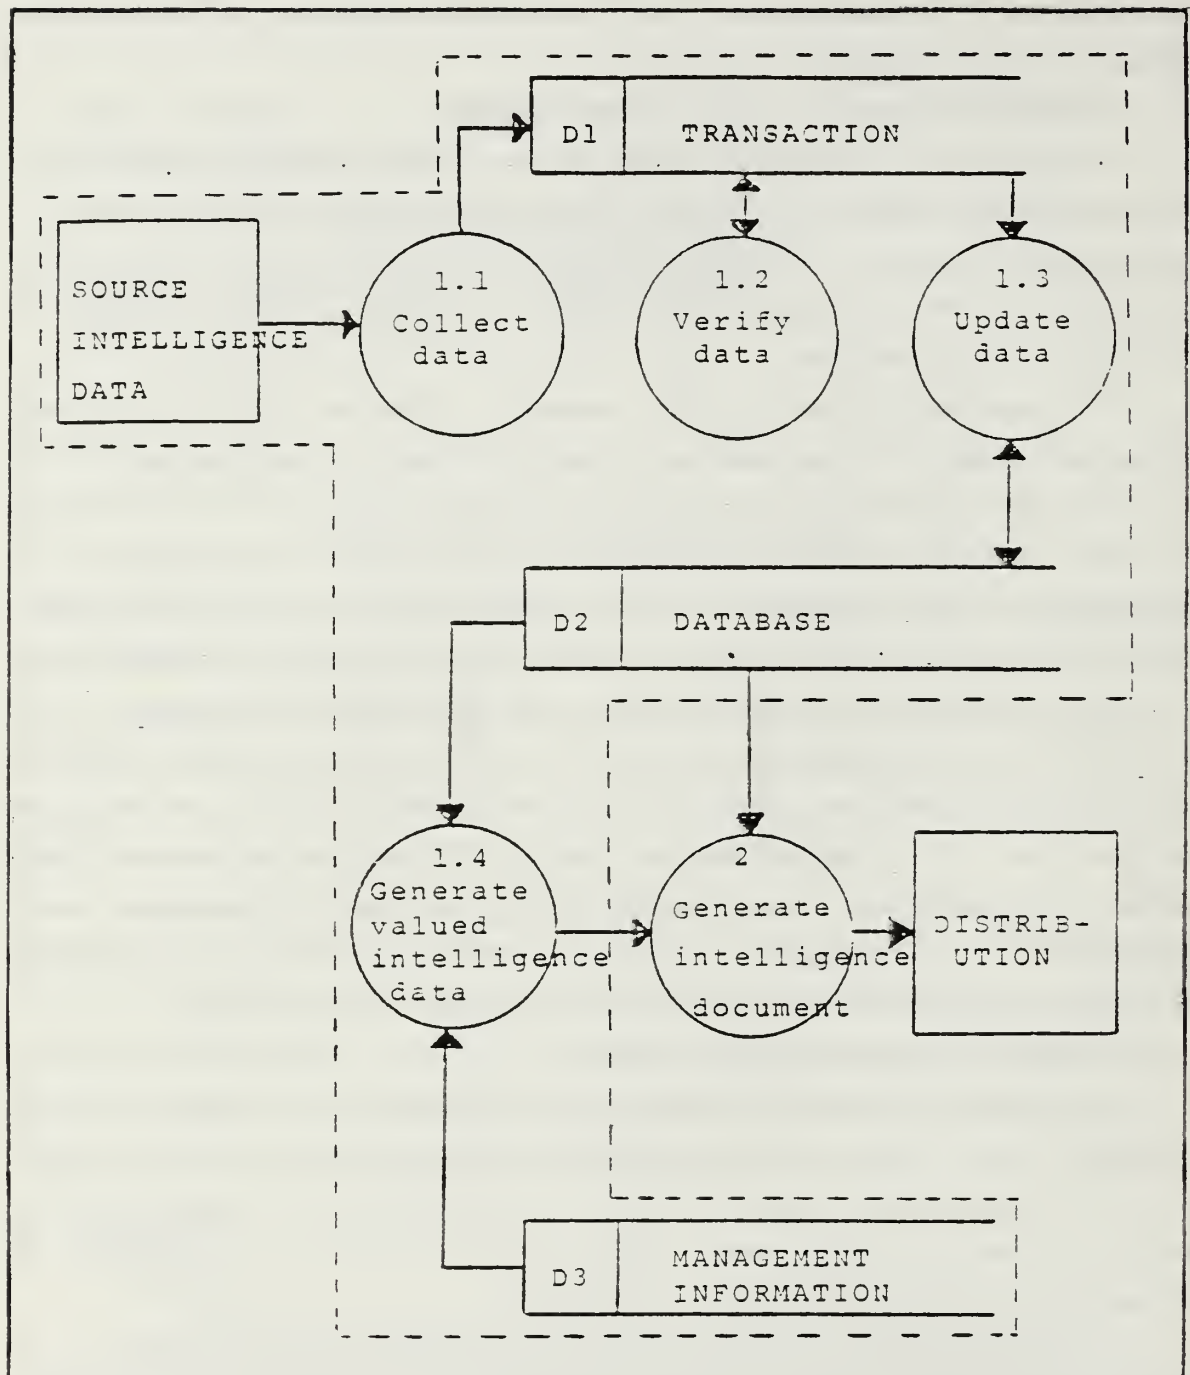 D1
TRANSACTION
SOURCE
INTELLIGENCE
DATA
1.1
Collect
data
1.2
Verify
data
1.3
Update
data
D2
DATABASE
1.4
Generate
valued
intelligence
data
2
Generate
intelligence
document
DISTRIB-
UTION
D3
MANAGEMENT
INFORMATION